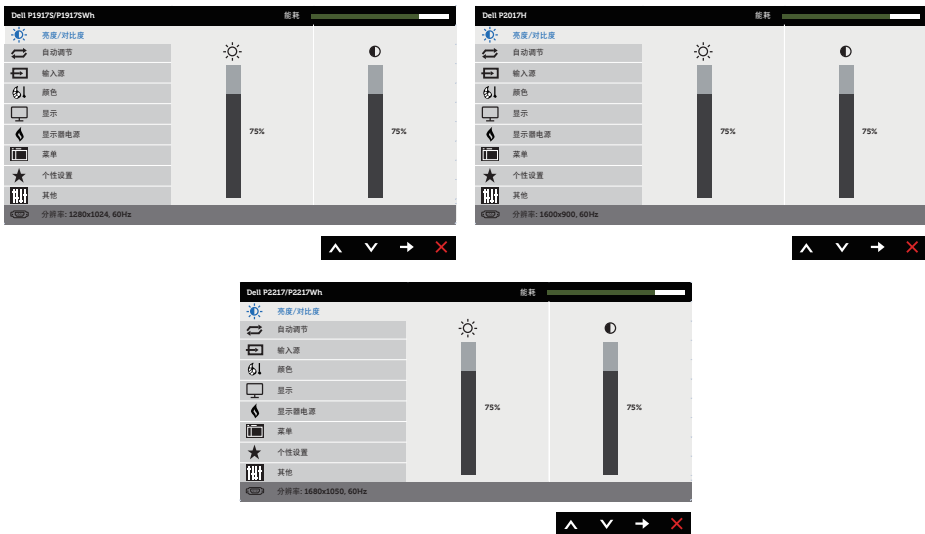 Dell P1917S/P1917SWh 能耗
亮度/对比度
自动调节
输入源
颜色
显示
显示器电源
菜单
个性设置
其他
75% 75%
分辨率: 1280x1024, 60Hz
Dell P2017H 能耗
亮度/对比度
自动调节
输入源
颜色
显示
显示器电源
菜单
个性设置
其他
75% 75%
分辨率: 1600x900, 60Hz
Dell P2217/P2217Wh 能耗
亮度/对比度
自动调节
输入源
颜色
显示
显示器电源
菜单
个性设置
其他
75% 75%
分辨率: 1680x1050, 60Hz